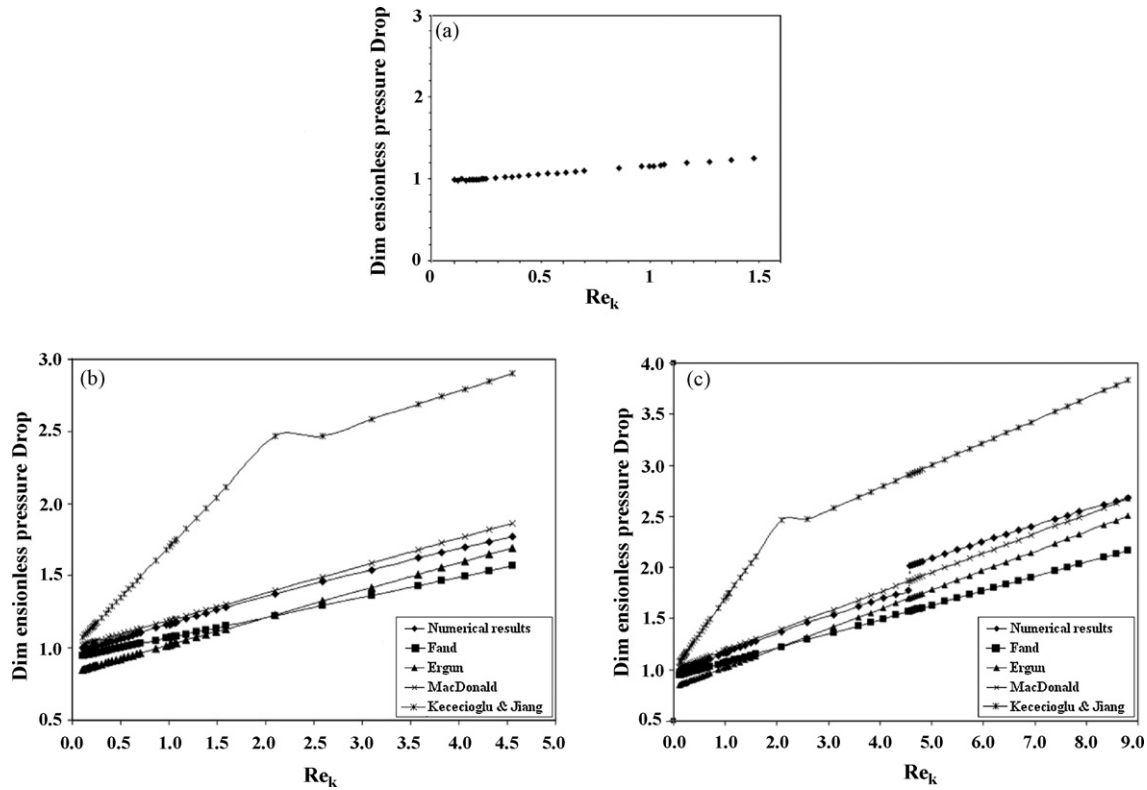 (a)
Dim ensionless pressure Drop
3
2
1
0
0 0.5 1 1.5
Re_k
(b)
Dim ensionless pressure Drop
3.0
2.5
2.0
1.5
1.0
0.5
0.0 0.5 1.0 1.5 2.0 2.5 3.0 3.5 4.0 4.5 5.0
Re_k
Numerical results
Fand
Ergun
MacDonald
Kececioglu & Jiang
(c)
Dim ensionless pressure Drop
4.0
3.5
3.0
2.5
2.0
1.5
1.0
0.5
0.0 1.0 2.0 3.0 4.0 5.0 6.0 7.0 8.0 9.0
Re_k
Numerical results
Fand
Ergun
MacDonald
Kececioglu & Jiang